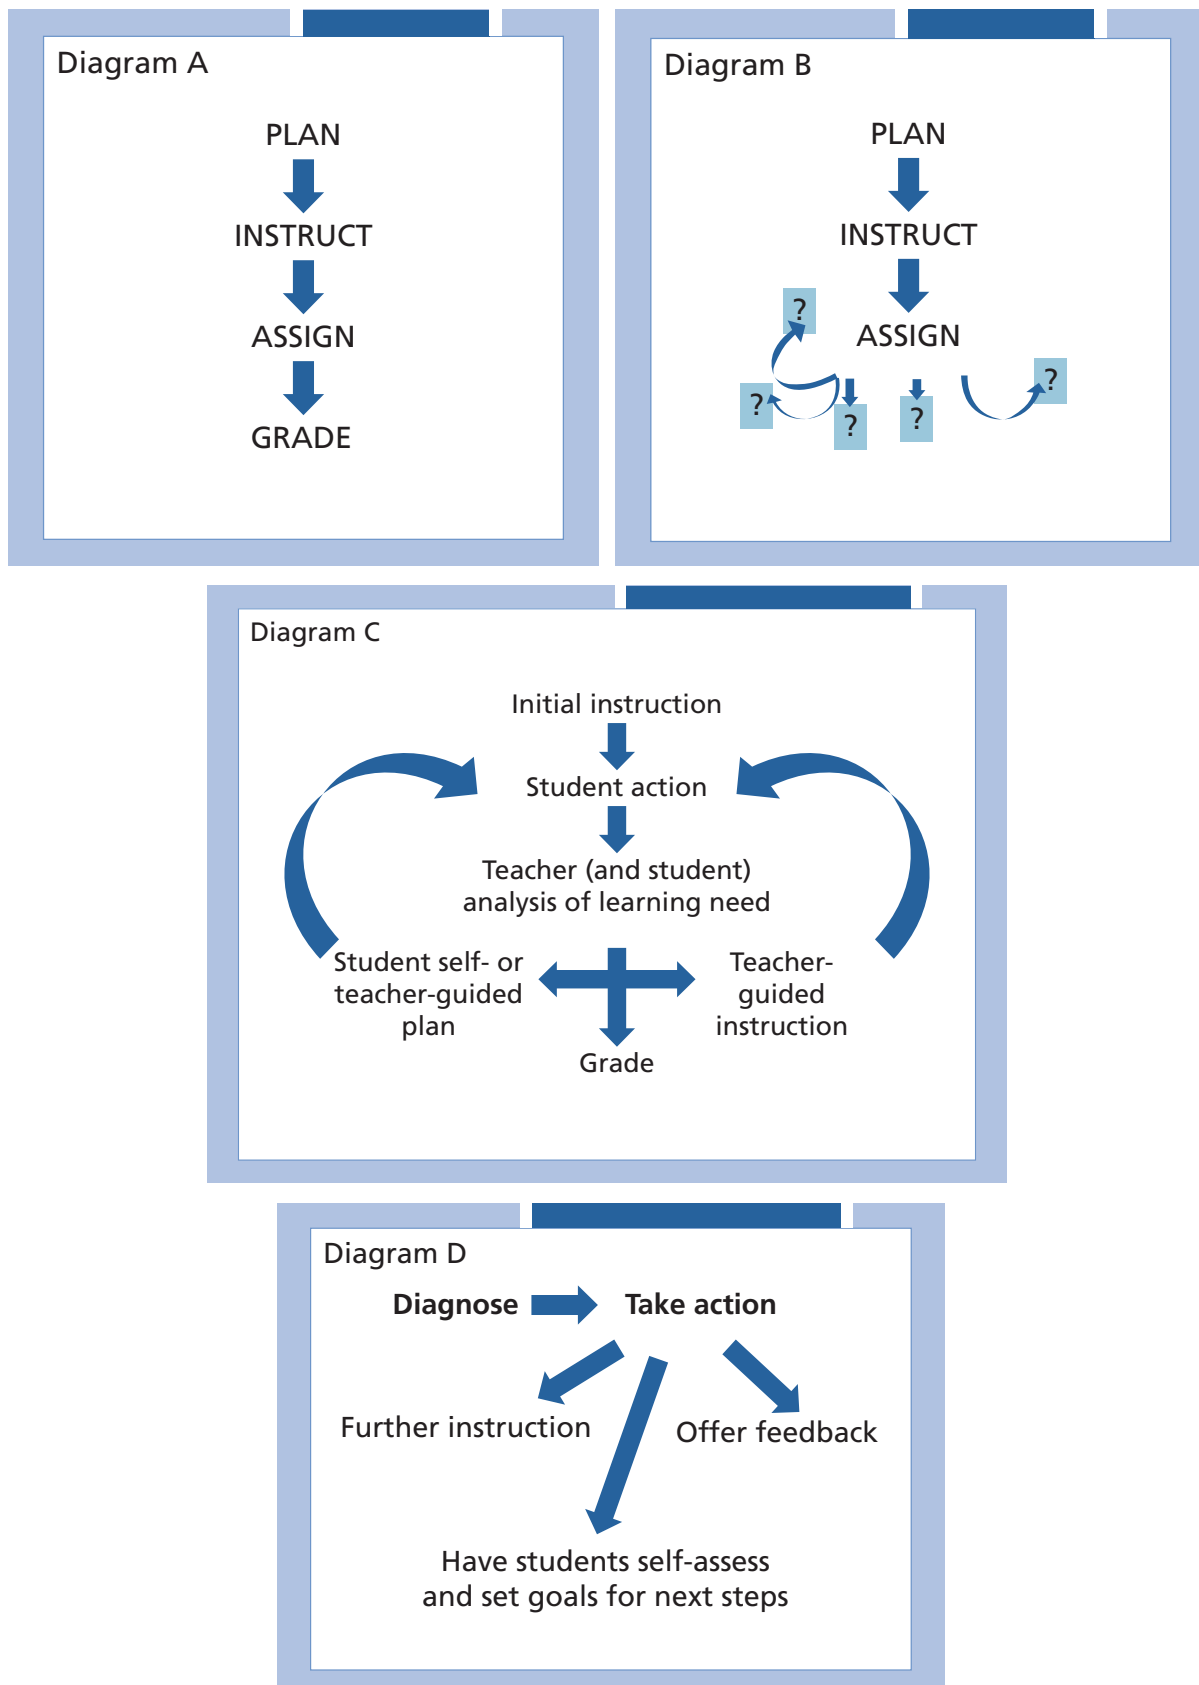 Diagram A
PLAN
INSTRUCT
ASSIGN
GRADE
Diagram B
PLAN
INSTRUCT
ASSIGN
?
?
?
?
?
Diagram C
Initial instruction
Student action
Teacher (and student)
analysis of learning need
Student self- or
teacher-guided
plan
Teacher-
guided
instruction
Grade
Diagram D
Diagnose
Take action
Further instruction
Offer feedback
Have students self-assess
and set goals for next steps